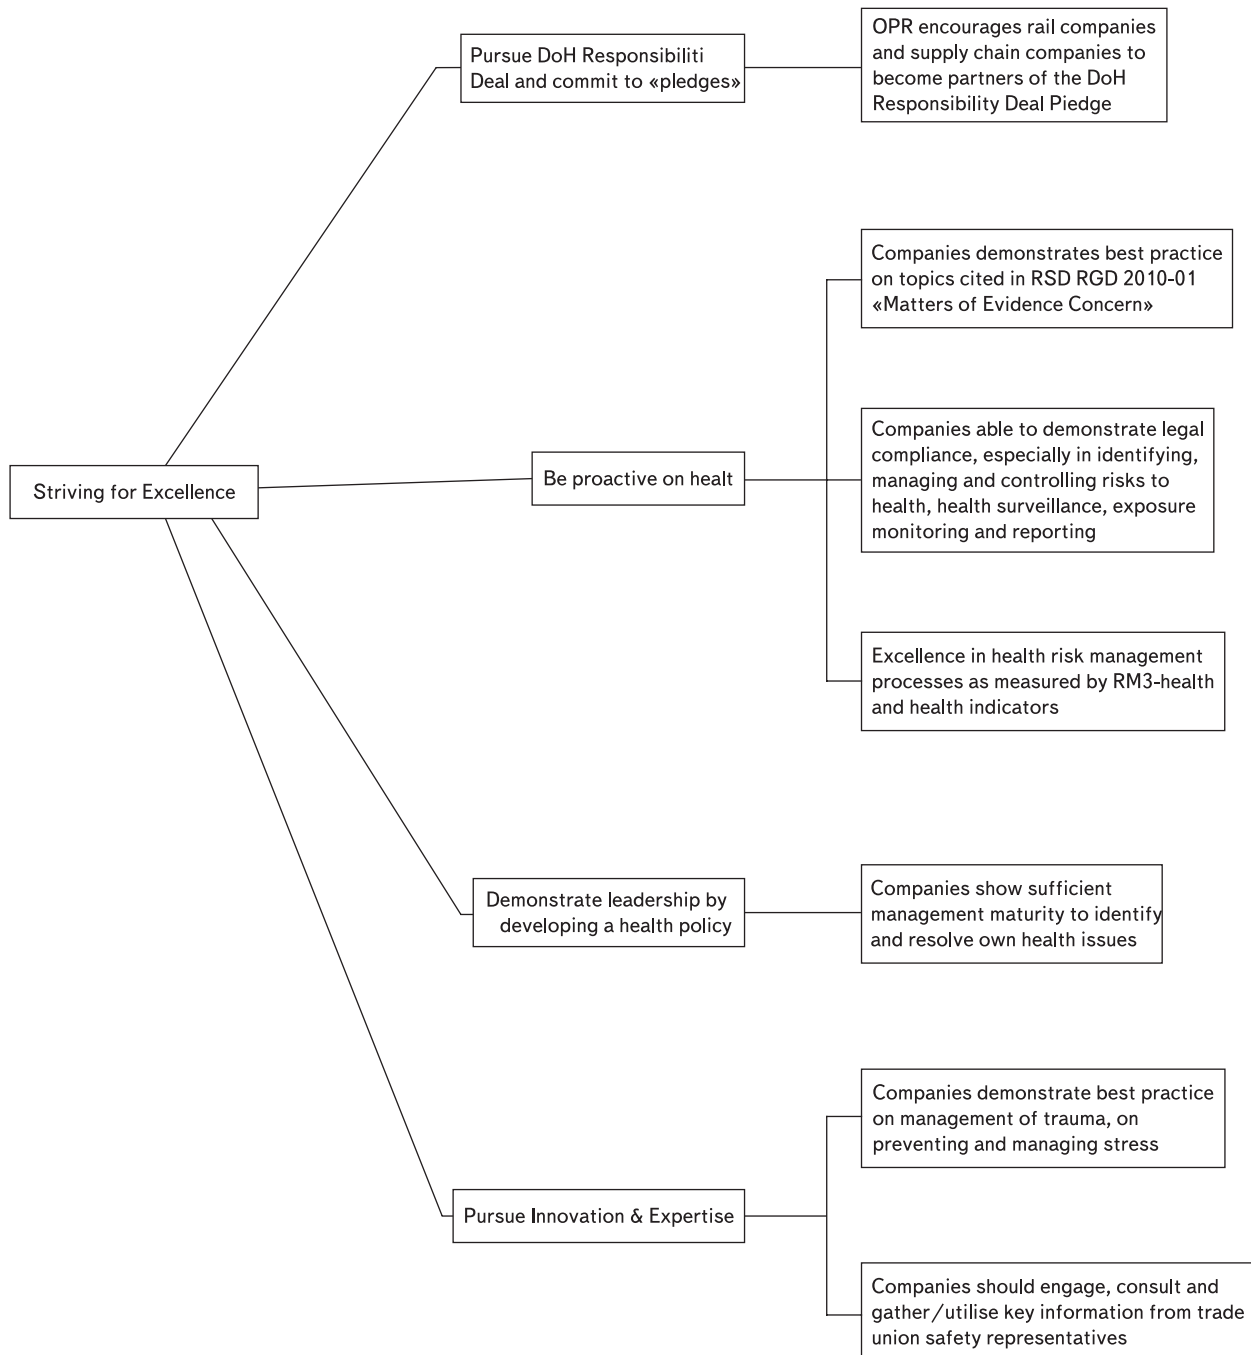 Pursue DoH Responsibiliti
Deal and commit to «pledges»
OPR encourages rail companies
and supply chain companies to
become partners of the DoH
Responsibility Deal Piedge
Striving for Excellence
Be proactive on healt
Companies demonstrates best practice
on topics cited in RSD RGD 2010-01
«Matters of Evidence Concern»
Companies able to demonstrate legal
compliance, especially in identifying,
managing and controlling risks to
health, health surveillance, exposure
monitoring and reporting
Excellence in health risk management
processes as measured by RM3-health
and health indicators
Demonstrate leadership by
developing a health policy
Companies show sufficient
management maturity to identify
and resolve own health issues
Pursue Innovation & Expertise
Companies demonstrate best practice
on management of trauma, on
preventing and managing stress
Companies should engage, consult and
gather/utilise key information from trade
union safety representatives